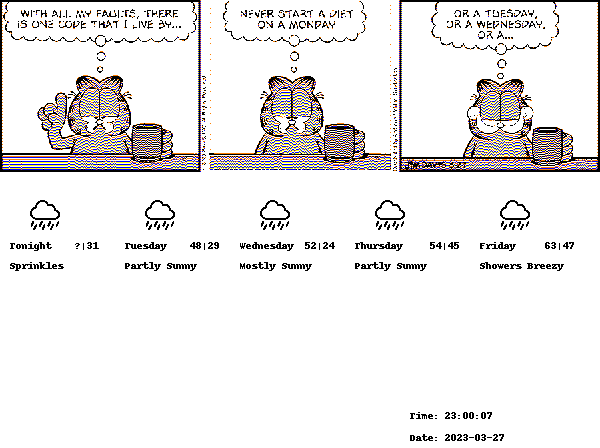 WITH ALL MY FAULTS, THERE
IS ONE CODE THAT I LIVE BY...
NEVER START A DIET
ON A MONDAY
OR A TUESDAY,
OR A WEDNESDAY,
OR A...
Tonight ?|31
Sprinkles
Tuesday 48|29
Partly Sunny
Wednesday 52|24
Mostly Sunny
Thursday 54|45
Partly Sunny
Friday 63|47
Showers Breezy
Time: 23:00:07
Date: 2023-03-27